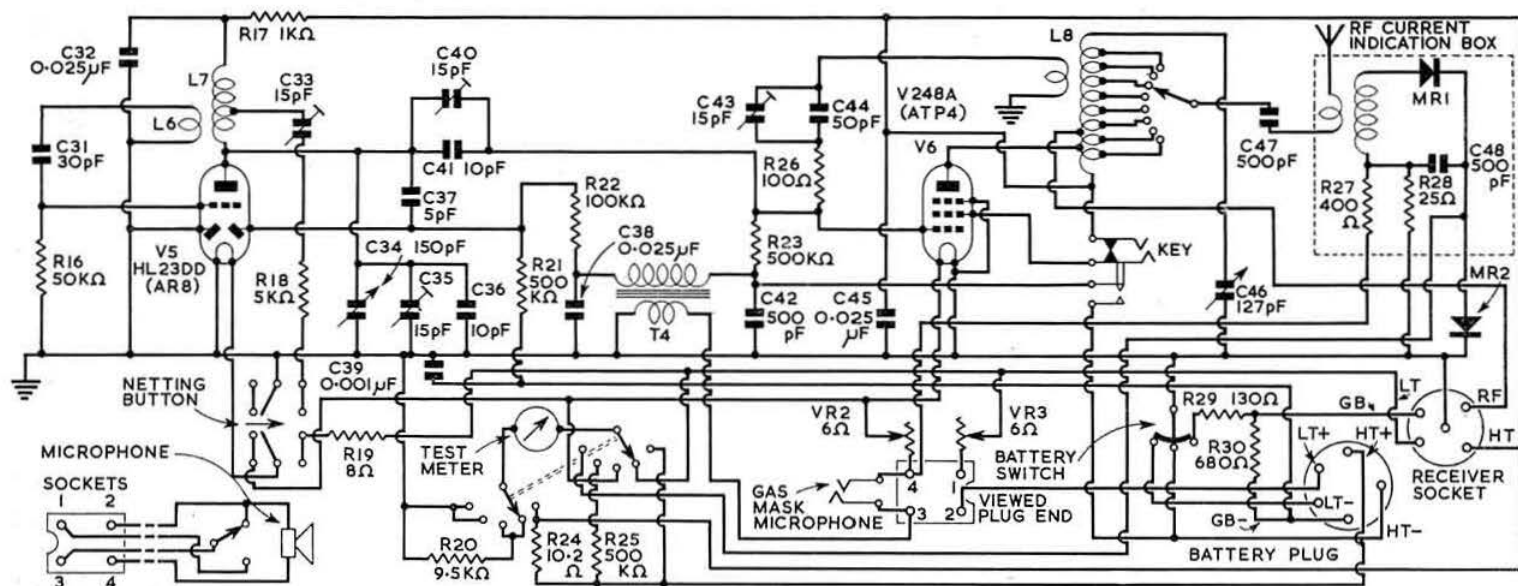 R17 1KΩ
C32
0·025μF
L7
C33
15pF
L6
C31
30pF
C40
15pF
C41 10pF
C37
5pF
R16
50KΩ
V5
HL23DD
(AR8)
R18
5KΩ
C34 150pF
C35
15pF
C36
10pF
R22
100KΩ
R21
500
KΩ
C38
0·025μF
T4
C43
15pF
C44
50pF
R26
100Ω
R23
500KΩ
C42
500
pF
C45
0·025
μF
V248A
(ATP4)
V6
L8
KEY
C46
127pF
C47
500pF
RF CURRENT
INDICATION BOX
MR1
C48
500
pF
R27
400
Ω
R28
25Ω
MR2
C39
0·001μF
NETTING
BUTTON
R19
8Ω
MICROPHONE
SOCKETS
1 2
3 4
TEST
METER
R20
9·5KΩ
R24
10·2
Ω
R25
500
KΩ
VR2
6Ω
VR3
6Ω
GAS
MASK
MICROPHONE
4 1
3 2
VIEWED
PLUG END
BATTERY
SWITCH
R29 130Ω
R30
680Ω
GB
LT
RF
HT
RECEIVER
SOCKET
LT+
HT+
LT-
GB-
HT-
BATTERY PLUG